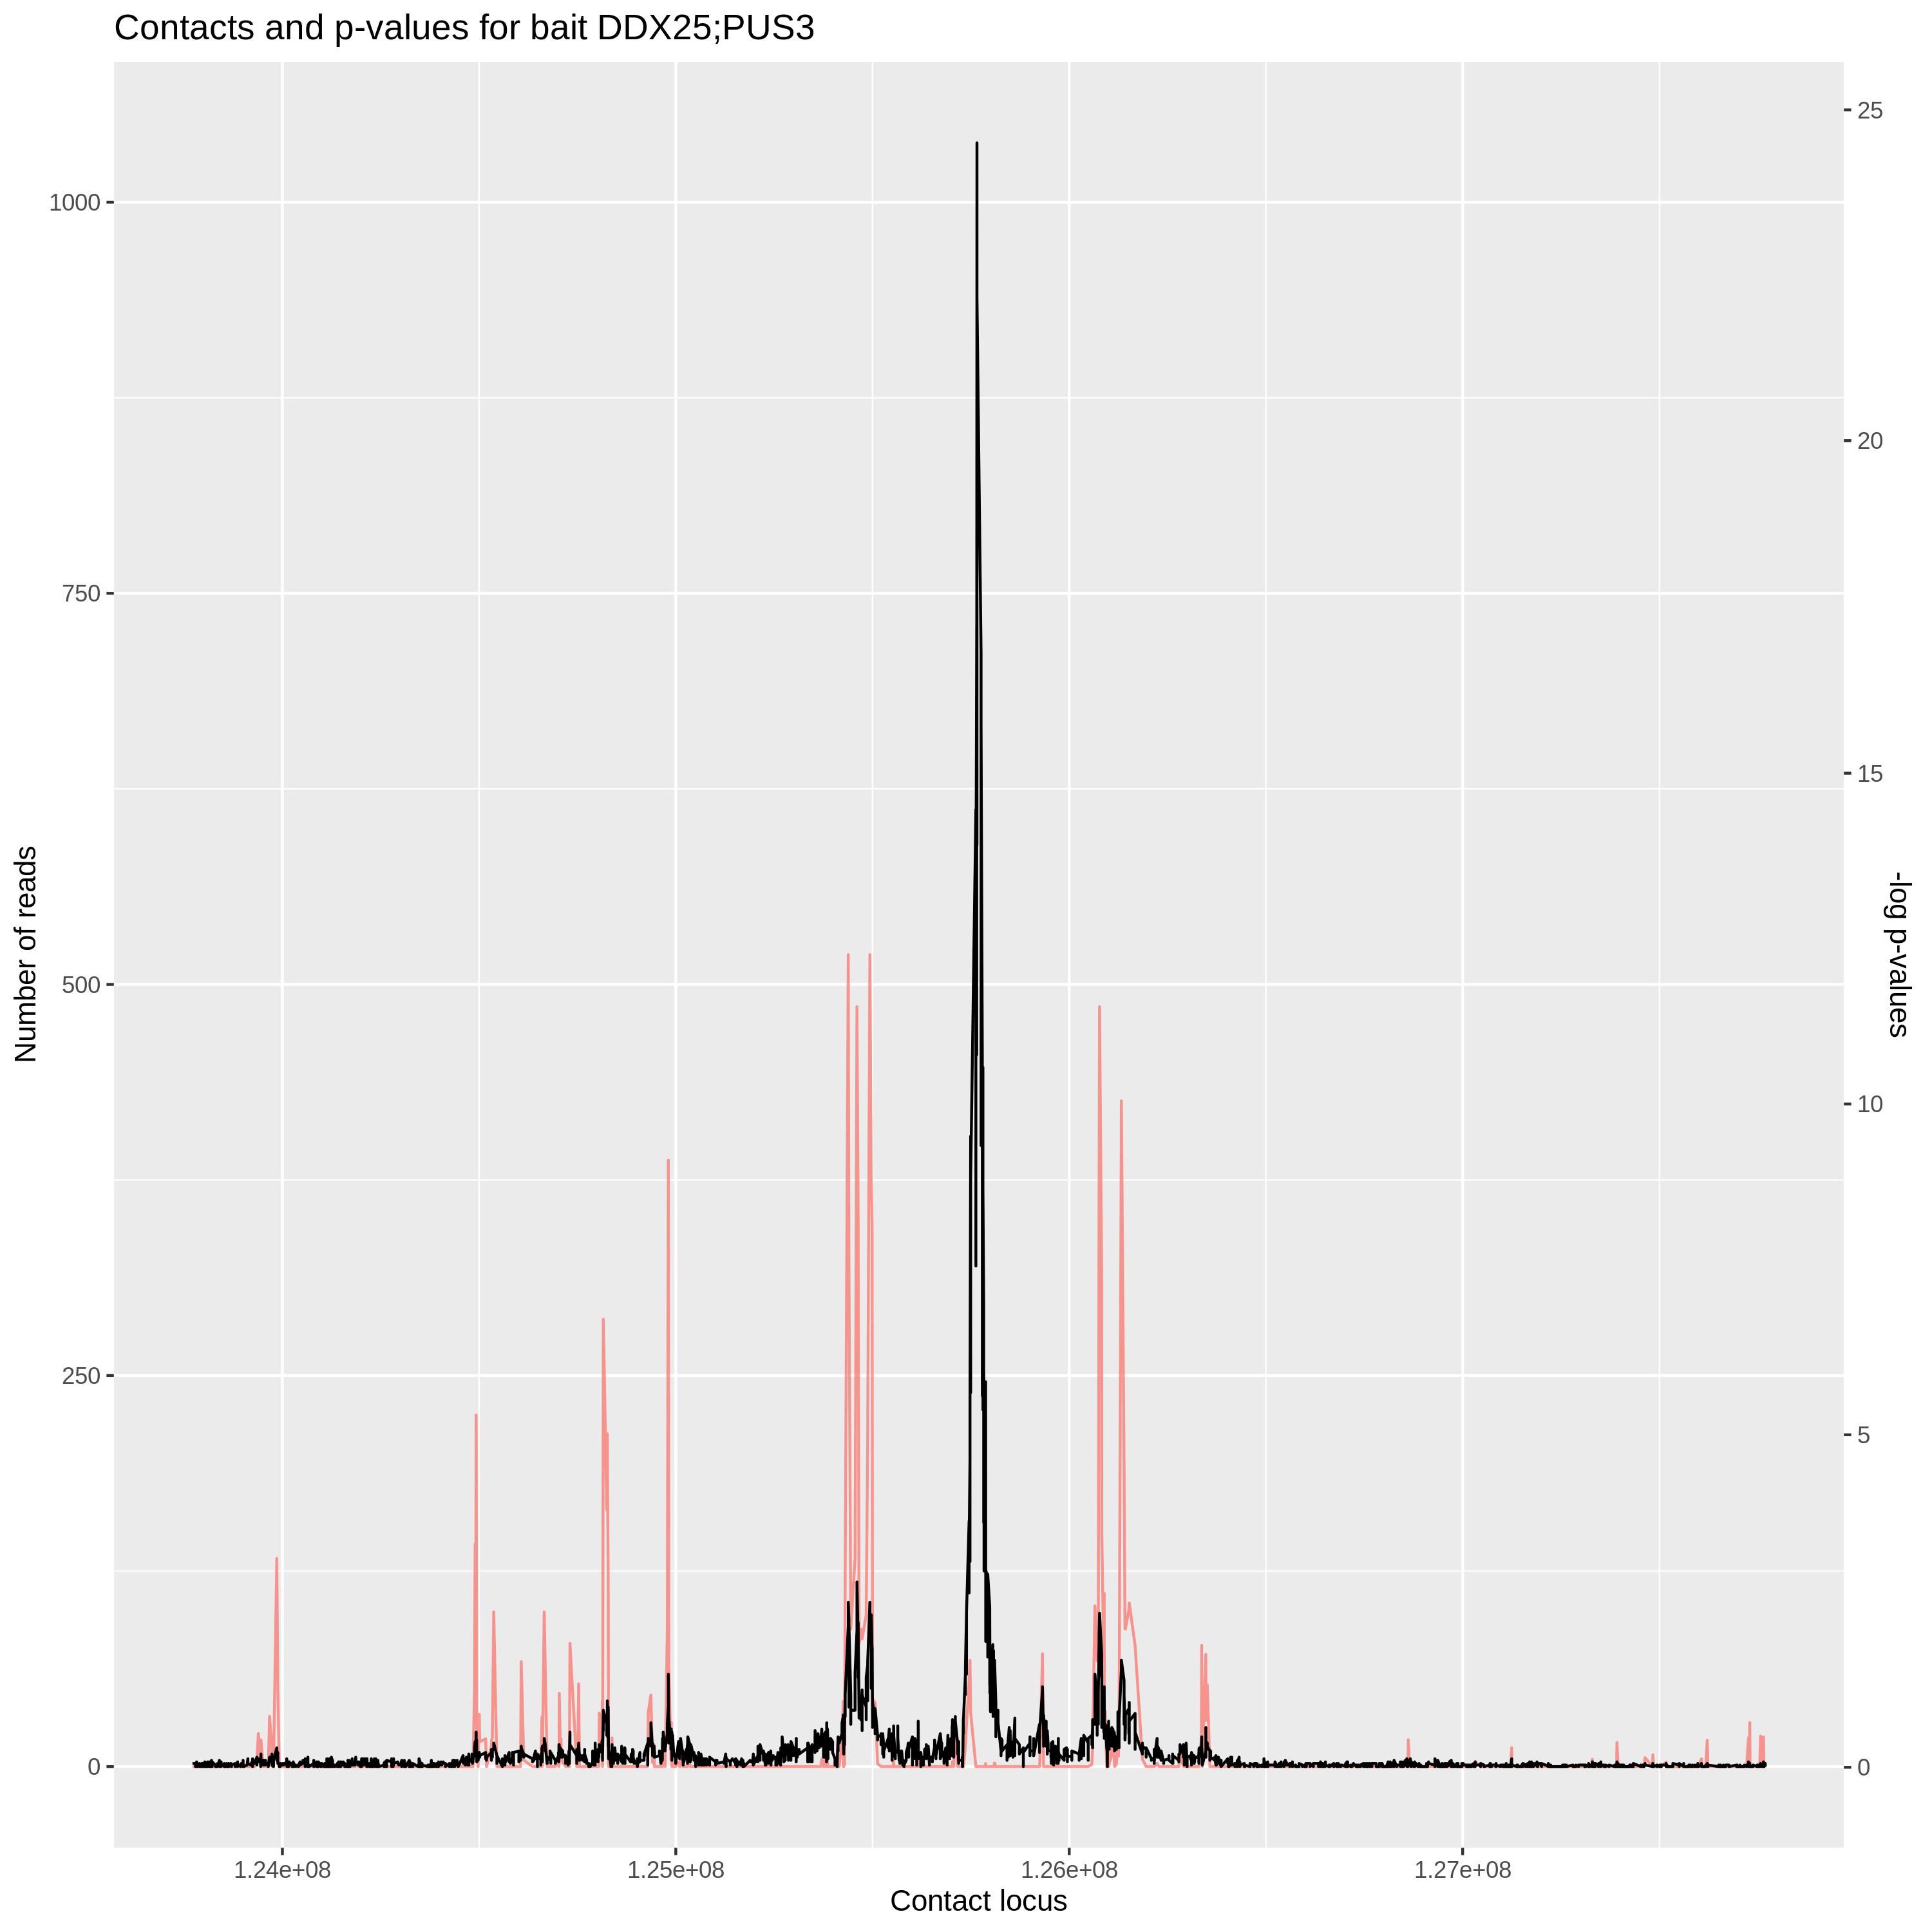 Contacts and p-values for bait DDX25;PUS3
Number of reads
1000
750
500
250
0
25
20
15
10
5
0
-log p-values
1.24e+08
1.25e+08
1.26e+08
1.27e+08
Contact locus